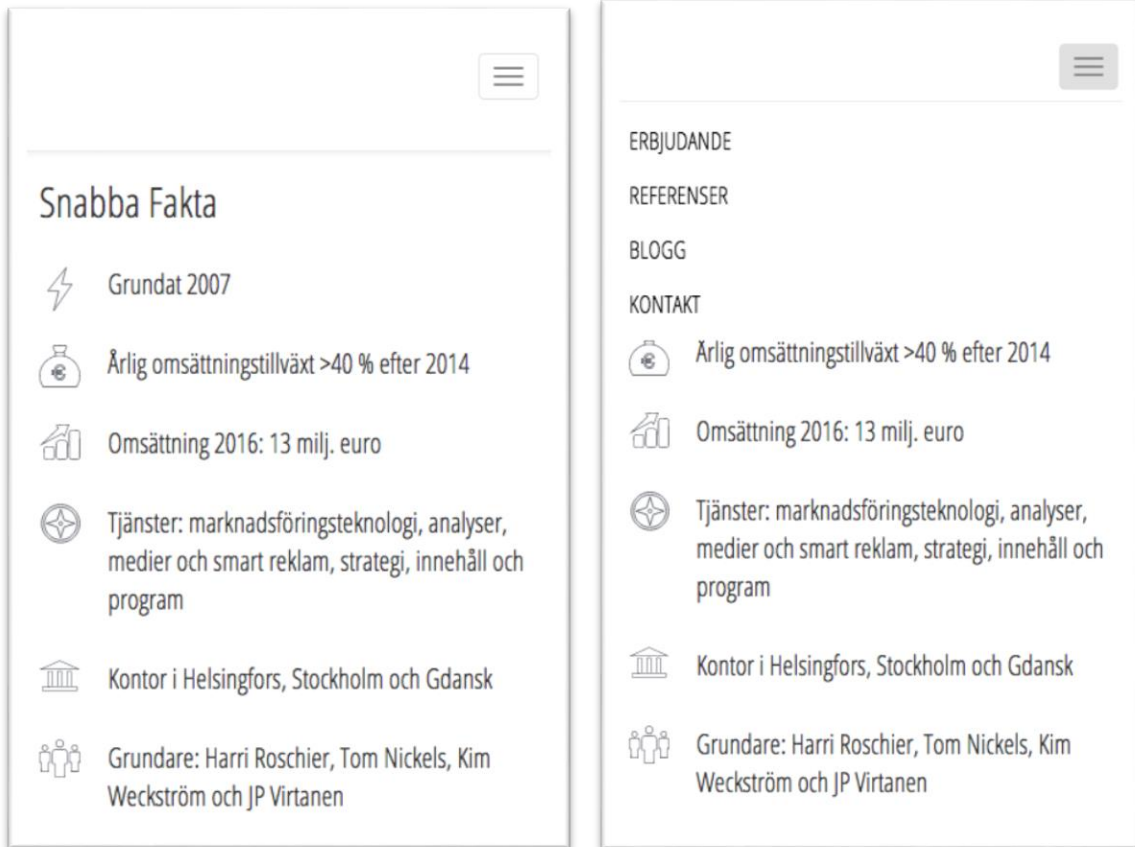 Snabba Fakta
Grundat 2007
Årlig omsättningstillväxt >40 % efter 2014
Omsättning 2016: 13 milj. euro
Tjänster: marknadsföringsteknologi, analyser,
medier och smart reklam, strategi, innehåll och
program
Kontor i Helsingfors, Stockholm och Gdansk
Grundare: Harri Roschier, Tom Nickels, Kim
Weckström och JP Virtanen
ERBJUDANDE
REFERENSER
BLOGG
KONTAKT
Årlig omsättningstillväxt >40 % efter 2014
Omsättning 2016: 13 milj. euro
Tjänster: marknadsföringsteknologi, analyser,
medier och smart reklam, strategi, innehåll och
program
Kontor i Helsingfors, Stockholm och Gdansk
Grundare: Harri Roschier, Tom Nickels, Kim
Weckström och JP Virtanen